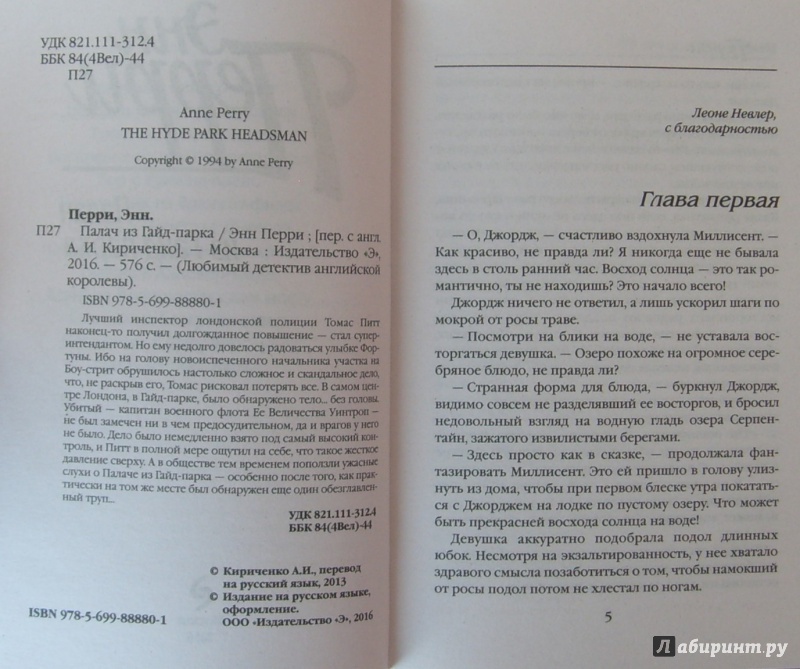 УДК 821.111-312.4
ББК 84(4Вел)-44
П27
Anne Perry
THE HYDE PARK HEADSMAN
Copyright © 1994 by Anne Perry
Перри, Энн.
П27 Палач из Гайд-парка / Энн Перри ; [пер. с англ.
А. И. Кириченко]. — Москва : Издательство «Э»,
2016. — 576 с. — (Любимый детектив английской
королевы).
ISBN 978-5-699-88880-1
Лучший инспектор лондонской полиции Томас Питт
наконец-то получил долгожданное повышение — стал супер-
интендантом. Но ему недолго довелось радоваться улыбке Фор-
туны. Ибо на голову новоиспеченного начальника участка на
Боу-стрит обрушилось настолько сложное и скандальное дело,
что, не раскрыв его, Томас рисковал потерять все. В самом цен-
тре Лондона, в Гайд-парке, было обнаружено тело... без головы.
Убитый — капитан военного флота Ее Величества Уинтроп —
не был замечен ни в чем предосудительном, да и врагов у него
не было. Дело было немедленно взято под самый высокий кон-
троль, и Питт в полной мере ощутил на себе, что такое жесткое
давление сверху. А в обществе тем временем поползли ужасные
слухи о Палаче из Гайд-парка — особенно после того, как прак-
тически на том же месте был обнаружен еще один обезглавлен-
ный труп...
УДК 821.111-312.4
ББК 84(4Вел)-44
© Кириченко А.И., перевод
на русский язык, 2013
© Издание на русском языке,
оформление.
ООО «Издательство «Э», 2016
ISBN 978-5-699-88880-1
Леоне Невлер,
с благодарностью
Глава первая
— О, Джордж, — счастливо вздохнула Миллисент. —
Как красиво, не правда ли? Я никогда еще не бывала
здесь в столь ранний час. Восход солнца — это так ро-
мантично, ты не находишь? Это начало всего!
Джордж ничего не ответил, а лишь ускорил шаги по
мокрой от росы траве.
— Посмотри на блики на воде, — не уставала вос-
торгаться девушка. — Озеро похоже на огромное сере-
бряное блюдо, не правда ли?
— Странная форма для блюда, — буркнул Джордж,
видимо совсем не разделявший ее восторгов, и бросил
недовольный взгляд на водную гладь озера Серпен-
тайн, зажатого извилистыми берегами.
— Здесь просто как в сказке, — продолжала фан-
тазировать Миллисент. Это ей пришло в голову улиз-
нуть из дома, чтобы при первом блеске утра покатать-
ся с Джорджем на лодке по пустому озеру. Что может
быть прекрасней восхода солнца на воде!
Девушка аккуратно подобрала подол длинных
юбок. Несмотря на экзальтированность, у нее хватало
здравого смысла позаботиться о том, чтобы намокший
от росы подол потом не хлестал по ногам.
5
Лабиринт.ру